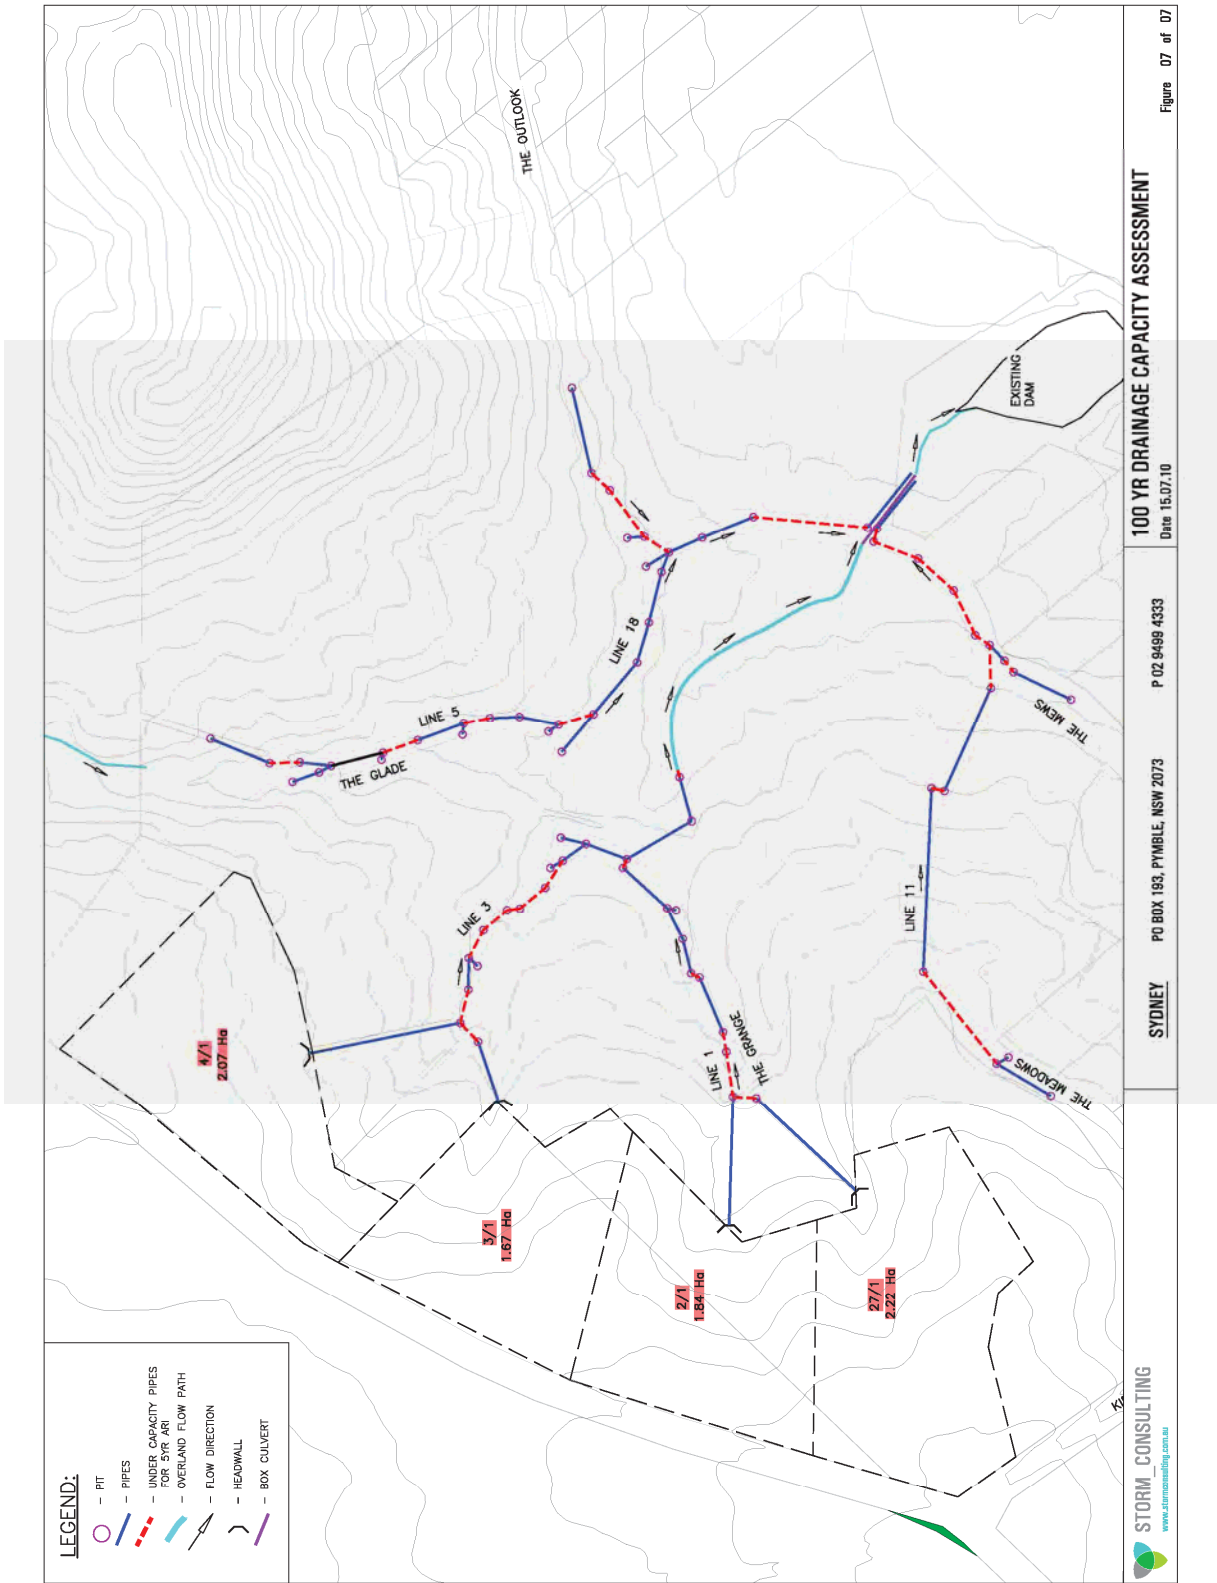 LEGEND:
– PIT
– PIPES
– UNDER CAPACITY PIPES
FOR 5YR ARI
– OVERLAND FLOW PATH
– FLOW DIRECTION
– HEADWALL
– BOX CULVERT
4/1
2.07 Ha
3/1
1.67 Ha
2/1
1.84 Ha
27/1
2.22 Ha
THE OUTLOOK
LINE 5
THE GLADE
LINE 18
LINE 3
LINE 1
THE GRANGE
LINE 11
THE MEADOWS
THE MEWS
EXISTING
DAM
STORM_CONSULTING
www.stormconsulting.com.au
SYDNEY
PO BOX 193, PYMBLE, NSW 2073
P 02 9499 4333
100 YR DRAINAGE CAPACITY ASSESSMENT
Date 15.07.10
Figure 07 of 07